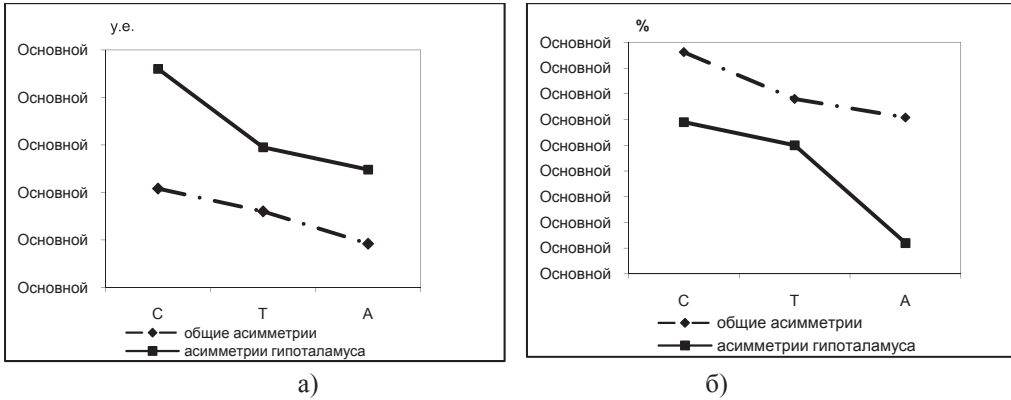 у.е.
Основной
Основной
Основной
Основной
Основной
Основной
С Т А
общие асимметрии
асимметрии гипоталамуса
а)
%
Основной
Основной
Основной
Основной
Основной
Основной
Основной
Основной
Основной
Основной
С Т А
общие асимметрии
асимметрии гипоталамуса
б)